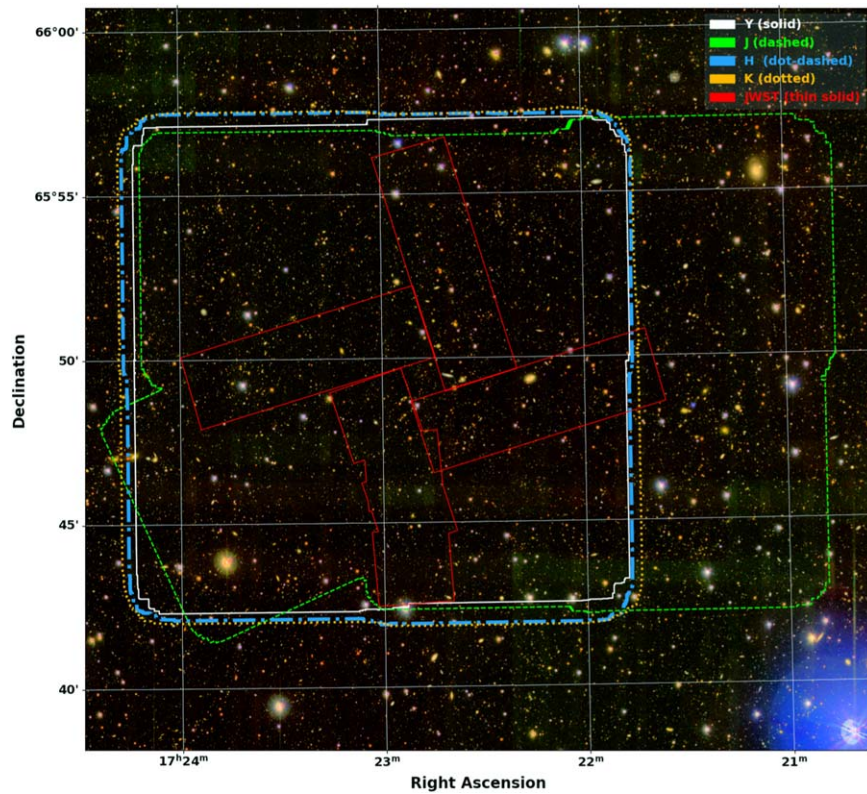 66°00'
65°55'
50'
45'
40'
Declination
Y (solid)
J (dashed)
H (dot-dashed)
K (dotted)
JWST (thin solid)
17ʰ24ᵐ
23ᵐ
22ᵐ
21ᵐ
Right Ascension